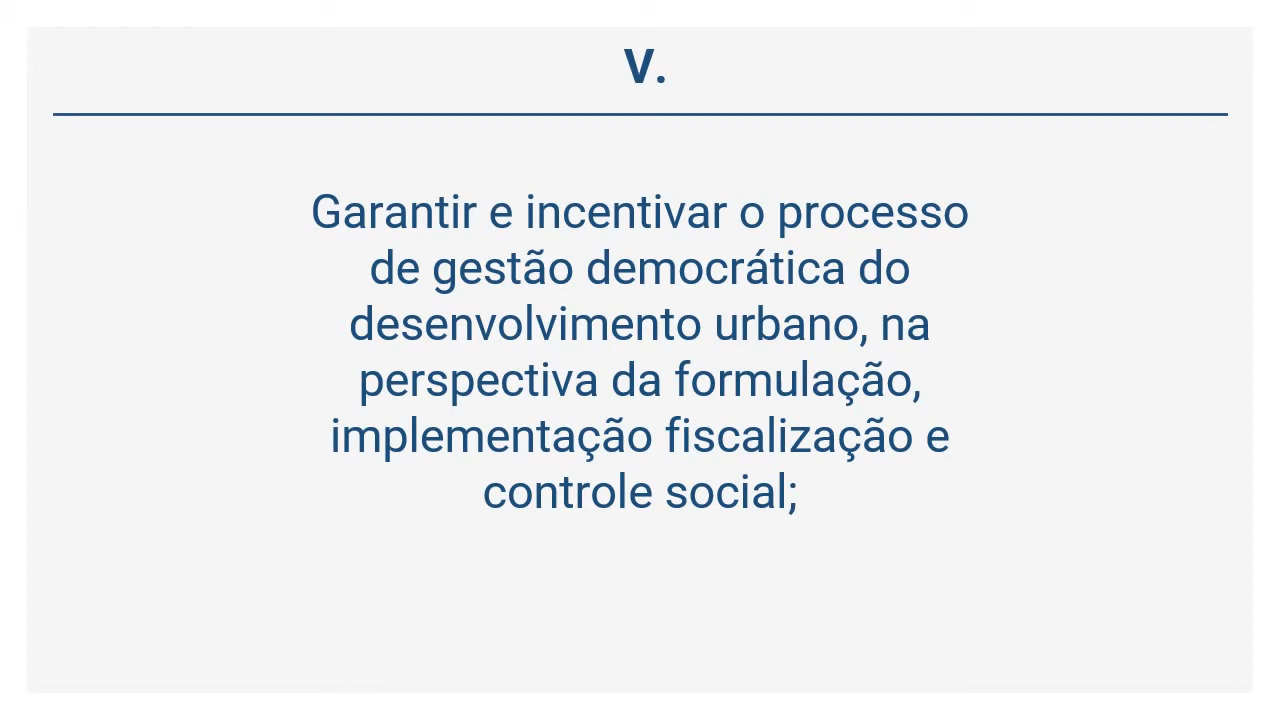 V.
Garantir e incentivar o processo
de gestão democrática do
desenvolvimento urbano, na
perspectiva da formulação,
implementação fiscalização e
controle social;